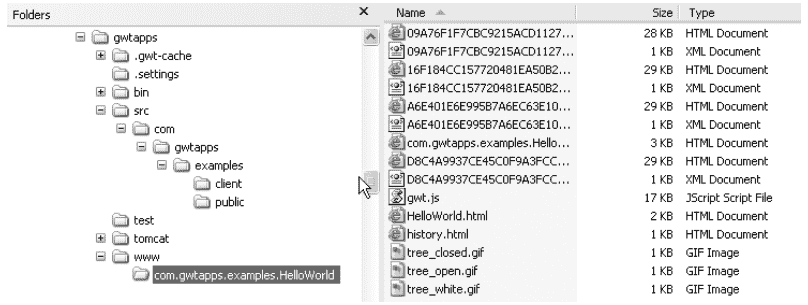 Folders
gwtapps
.gwt-cache
.settings
bin
src
com
gwtapps
examples
client
public
test
tomcat
www
com.gwtapps.examples.HelloWorld
Name Size Type
09A76F1F7CBC9215ACD1127... 28 KB HTML Document
09A76F1F7CBC9215ACD1127... 1 KB XML Document
16F184CC157720481EA50B2... 29 KB HTML Document
16F184CC157720481EA50B2... 1 KB XML Document
A6E401E6E995B7A6EC63E10... 29 KB HTML Document
A6E401E6E995B7A6EC63E10... 1 KB XML Document
com.gwtapps.examples.Hello... 3 KB HTML Document
D8C4A9937CE45C0F9A3FCC... 29 KB HTML Document
D8C4A9937CE45C0F9A3FCC... 1 KB XML Document
gwt.js 17 KB JScript Script File
HelloWorld.html 2 KB HTML Document
history.html 1 KB HTML Document
tree_closed.gif 1 KB GIF Image
tree_open.gif 1 KB GIF Image
tree_white.gif 1 KB GIF Image